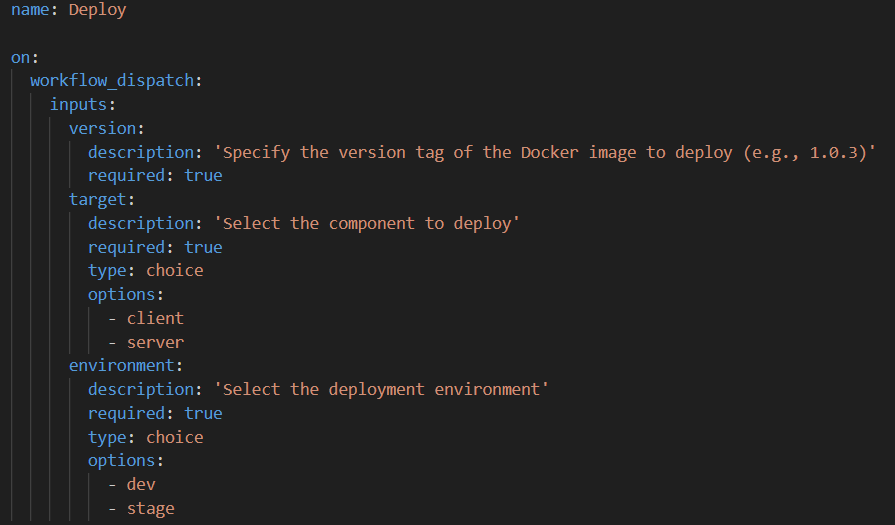 name: Deploy
on:
workflow_dispatch:
inputs:
version:
description: 'Specify the version tag of the Docker image to deploy (e.g., 1.0.3)'
required: true
target:
description: 'Select the component to deploy'
required: true
type: choice
options:
- client
- server
environment:
description: 'Select the deployment environment'
required: true
type: choice
options:
- dev
- stage